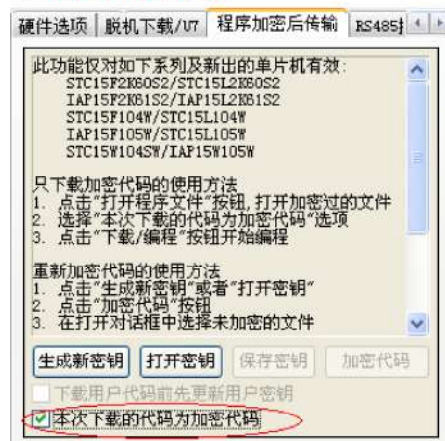 硬件选项 脱机下载/U7 程序加密后传输 RS485
此功能仅对如下系列及新出的单片机有效:
STC15F2K60S2/STC15L2K60S2
IAP15F2K61S2/IAP15L2K61S2
STC15F104W/STC15L104W
IAP15F105W/STC15L105W
STC15W104SW/IAP15W105W
只下载加密代码的使用方法
1. 点击"打开程序文件"按钮,打开加密过的文件
2. 选择"本次下载的代码为加密代码"选项
3. 点击"下载/编程"按钮开始编程
重新加密代码的使用方法
1. 点击"生成新密钥"或者"打开密钥"
2. 点击"加密代码"按钮
3. 在打开对话框中选择未加密的文件
生成新密钥 打开密钥 保存密钥 加密代码
下载用户代码前先更新用户密钥
本次下载的代码为加密代码